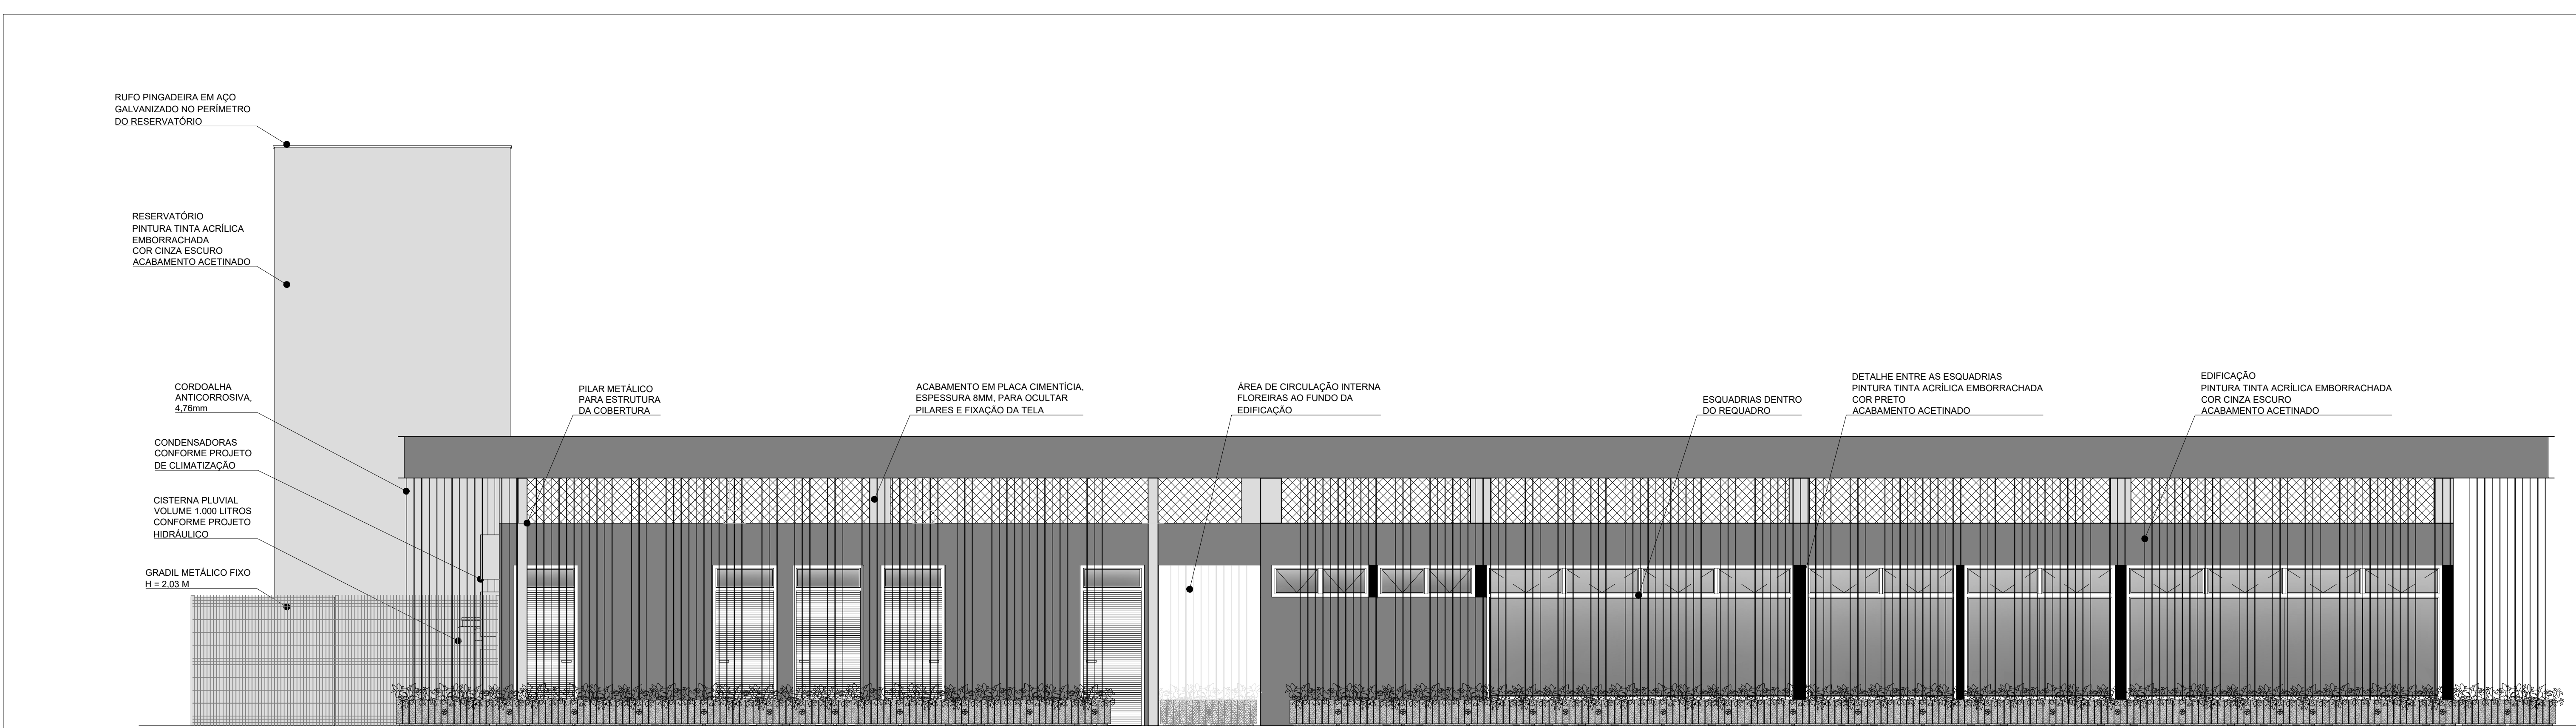 RUFO PINGADEIRA EM AÇO
GALVANIZADO NO PERÍMETRO
DO RESERVATÓRIO
RESERVATÓRIO
PINTURA TINTA ACRÍLICA
EMBORRACHADA
COR CINZA ESCURO
ACABAMENTO ACETINADO
CORDOALHA
ANTICORROSIVA,
4,76mm
CONDENSADORAS
CONFORME PROJETO
DE CLIMATIZAÇÃO
CISTERNA PLUVIAL
VOLUME 1.000 LITROS
CONFORME PROJETO
HIDRÁULICO
GRADIL METÁLICO FIXO
H = 2,03 M
PILAR METÁLICO
PARA ESTRUTURA
DA COBERTURA
ACABAMENTO EM PLACA CIMENTÍCIA,
ESPESSURA 8MM, PARA OCULTAR
PILARES E FIXAÇÃO DA TELA
ÁREA DE CIRCULAÇÃO INTERNA
FLOREIRAS AO FUNDO DA
EDIFICAÇÃO
ESQUADRIAS DENTRO
DO REQUADRO
DETALHE ENTRE AS ESQUADRIAS
PINTURA TINTA ACRÍLICA EMBORRACHADA
COR PRETO
ACABAMENTO ACETINADO
EDIFICAÇÃO
PINTURA TINTA ACRÍLICA EMBORRACHADA
COR CINZA ESCURO
ACABAMENTO ACETINADO